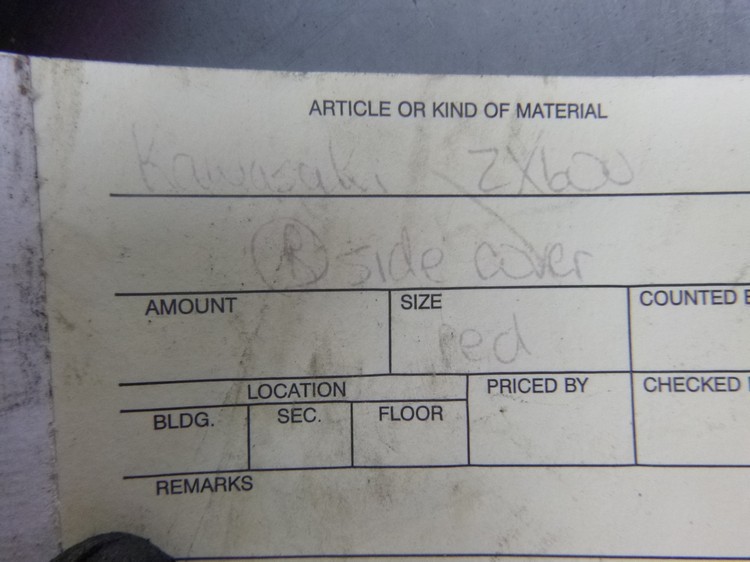 ARTICLE OR KIND OF MATERIAL
Kawasaki ZX600
Ⓡ side cover
AMOUNT SIZE COUNTED B
red
LOCATION PRICED BY CHECKED
BLDG. SEC. FLOOR
REMARKS